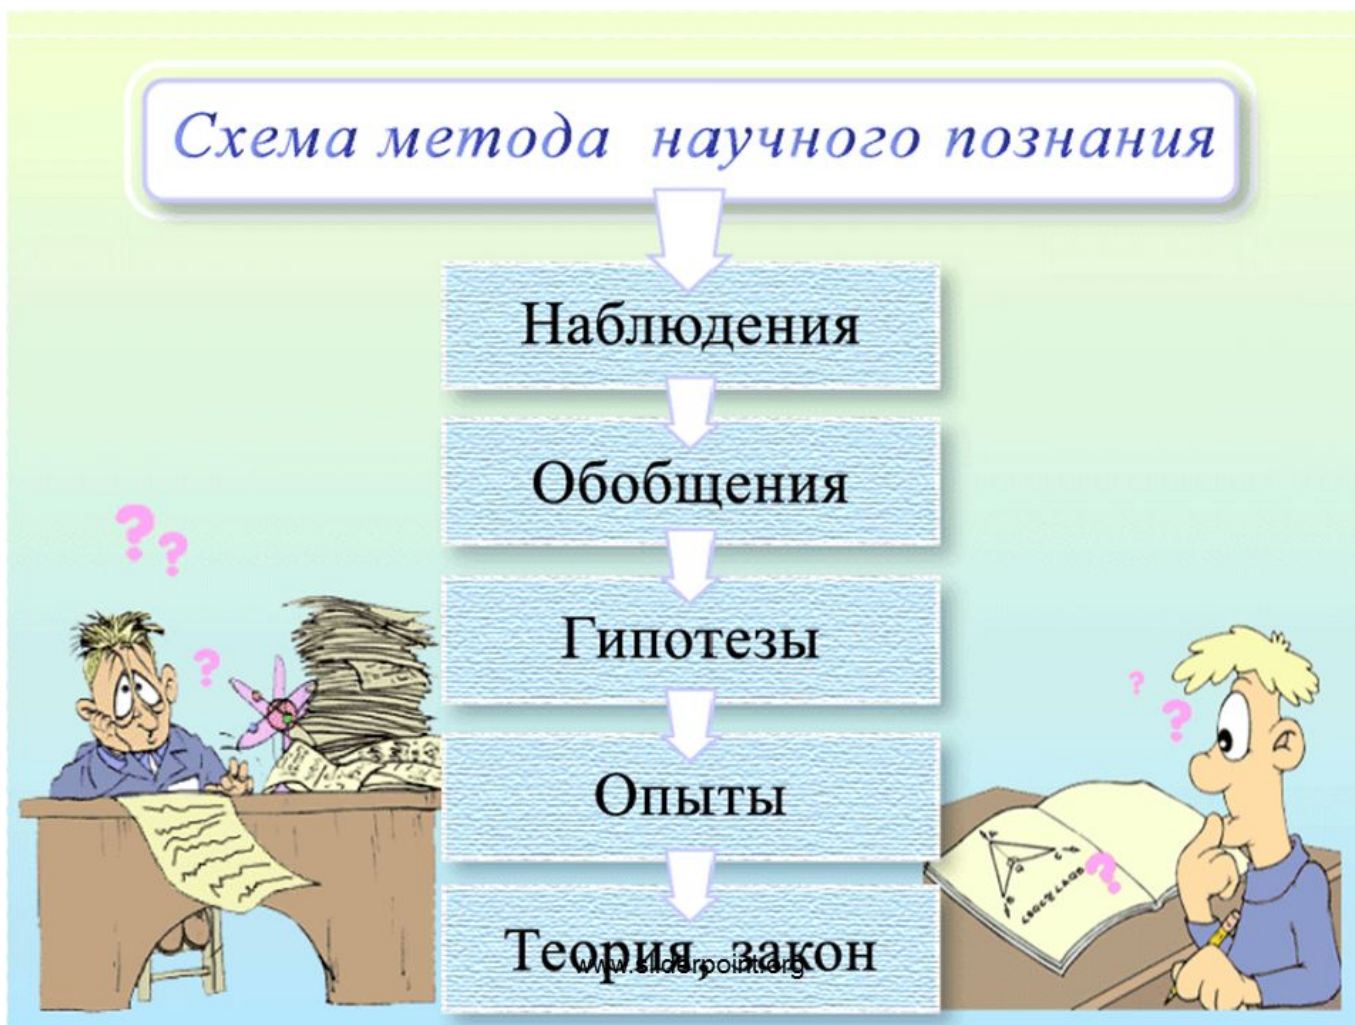 Схема метода научного познания
Наблюдения
Обобщения
Гипотезы
Опыты
Теория, закон
www.sliderpoint.org